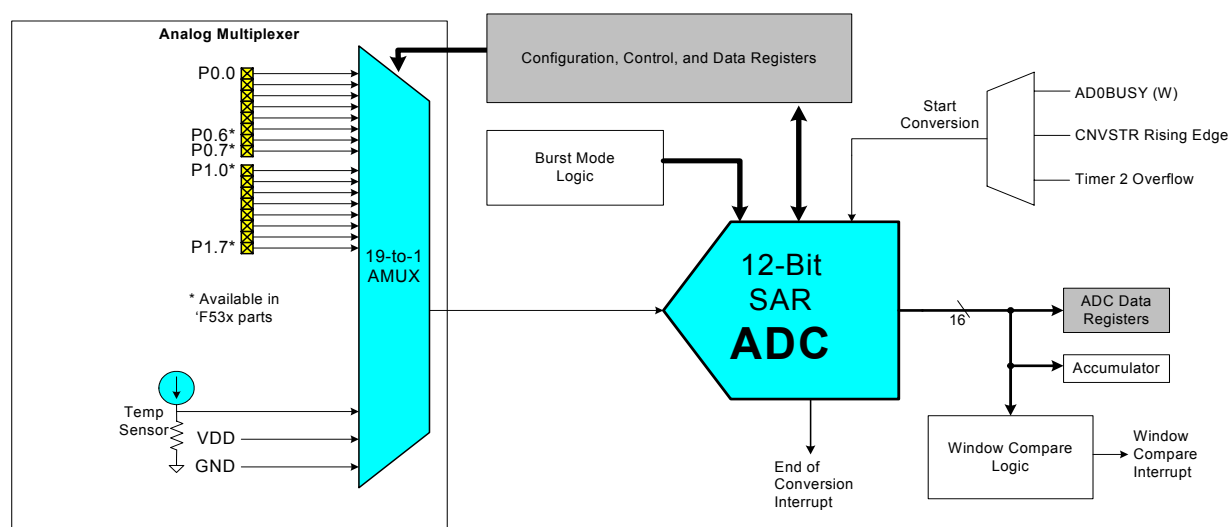 Analog Multiplexer
P0.0
P0.6*
P0.7*
P1.0*
P1.7*
19-to-1
AMUX
* Available in
'F53x parts
Temp
Sensor
VDD
GND
Configuration, Control, and Data Registers
Burst Mode
Logic
Start
Conversion
AD0BUSY (W)
CNVSTR Rising Edge
Timer 2 Overflow
12-Bit
SAR
ADC
16
ADC Data
Registers
Accumulator
Window Compare
Logic
Window
Compare
Interrupt
End of
Conversion
Interrupt